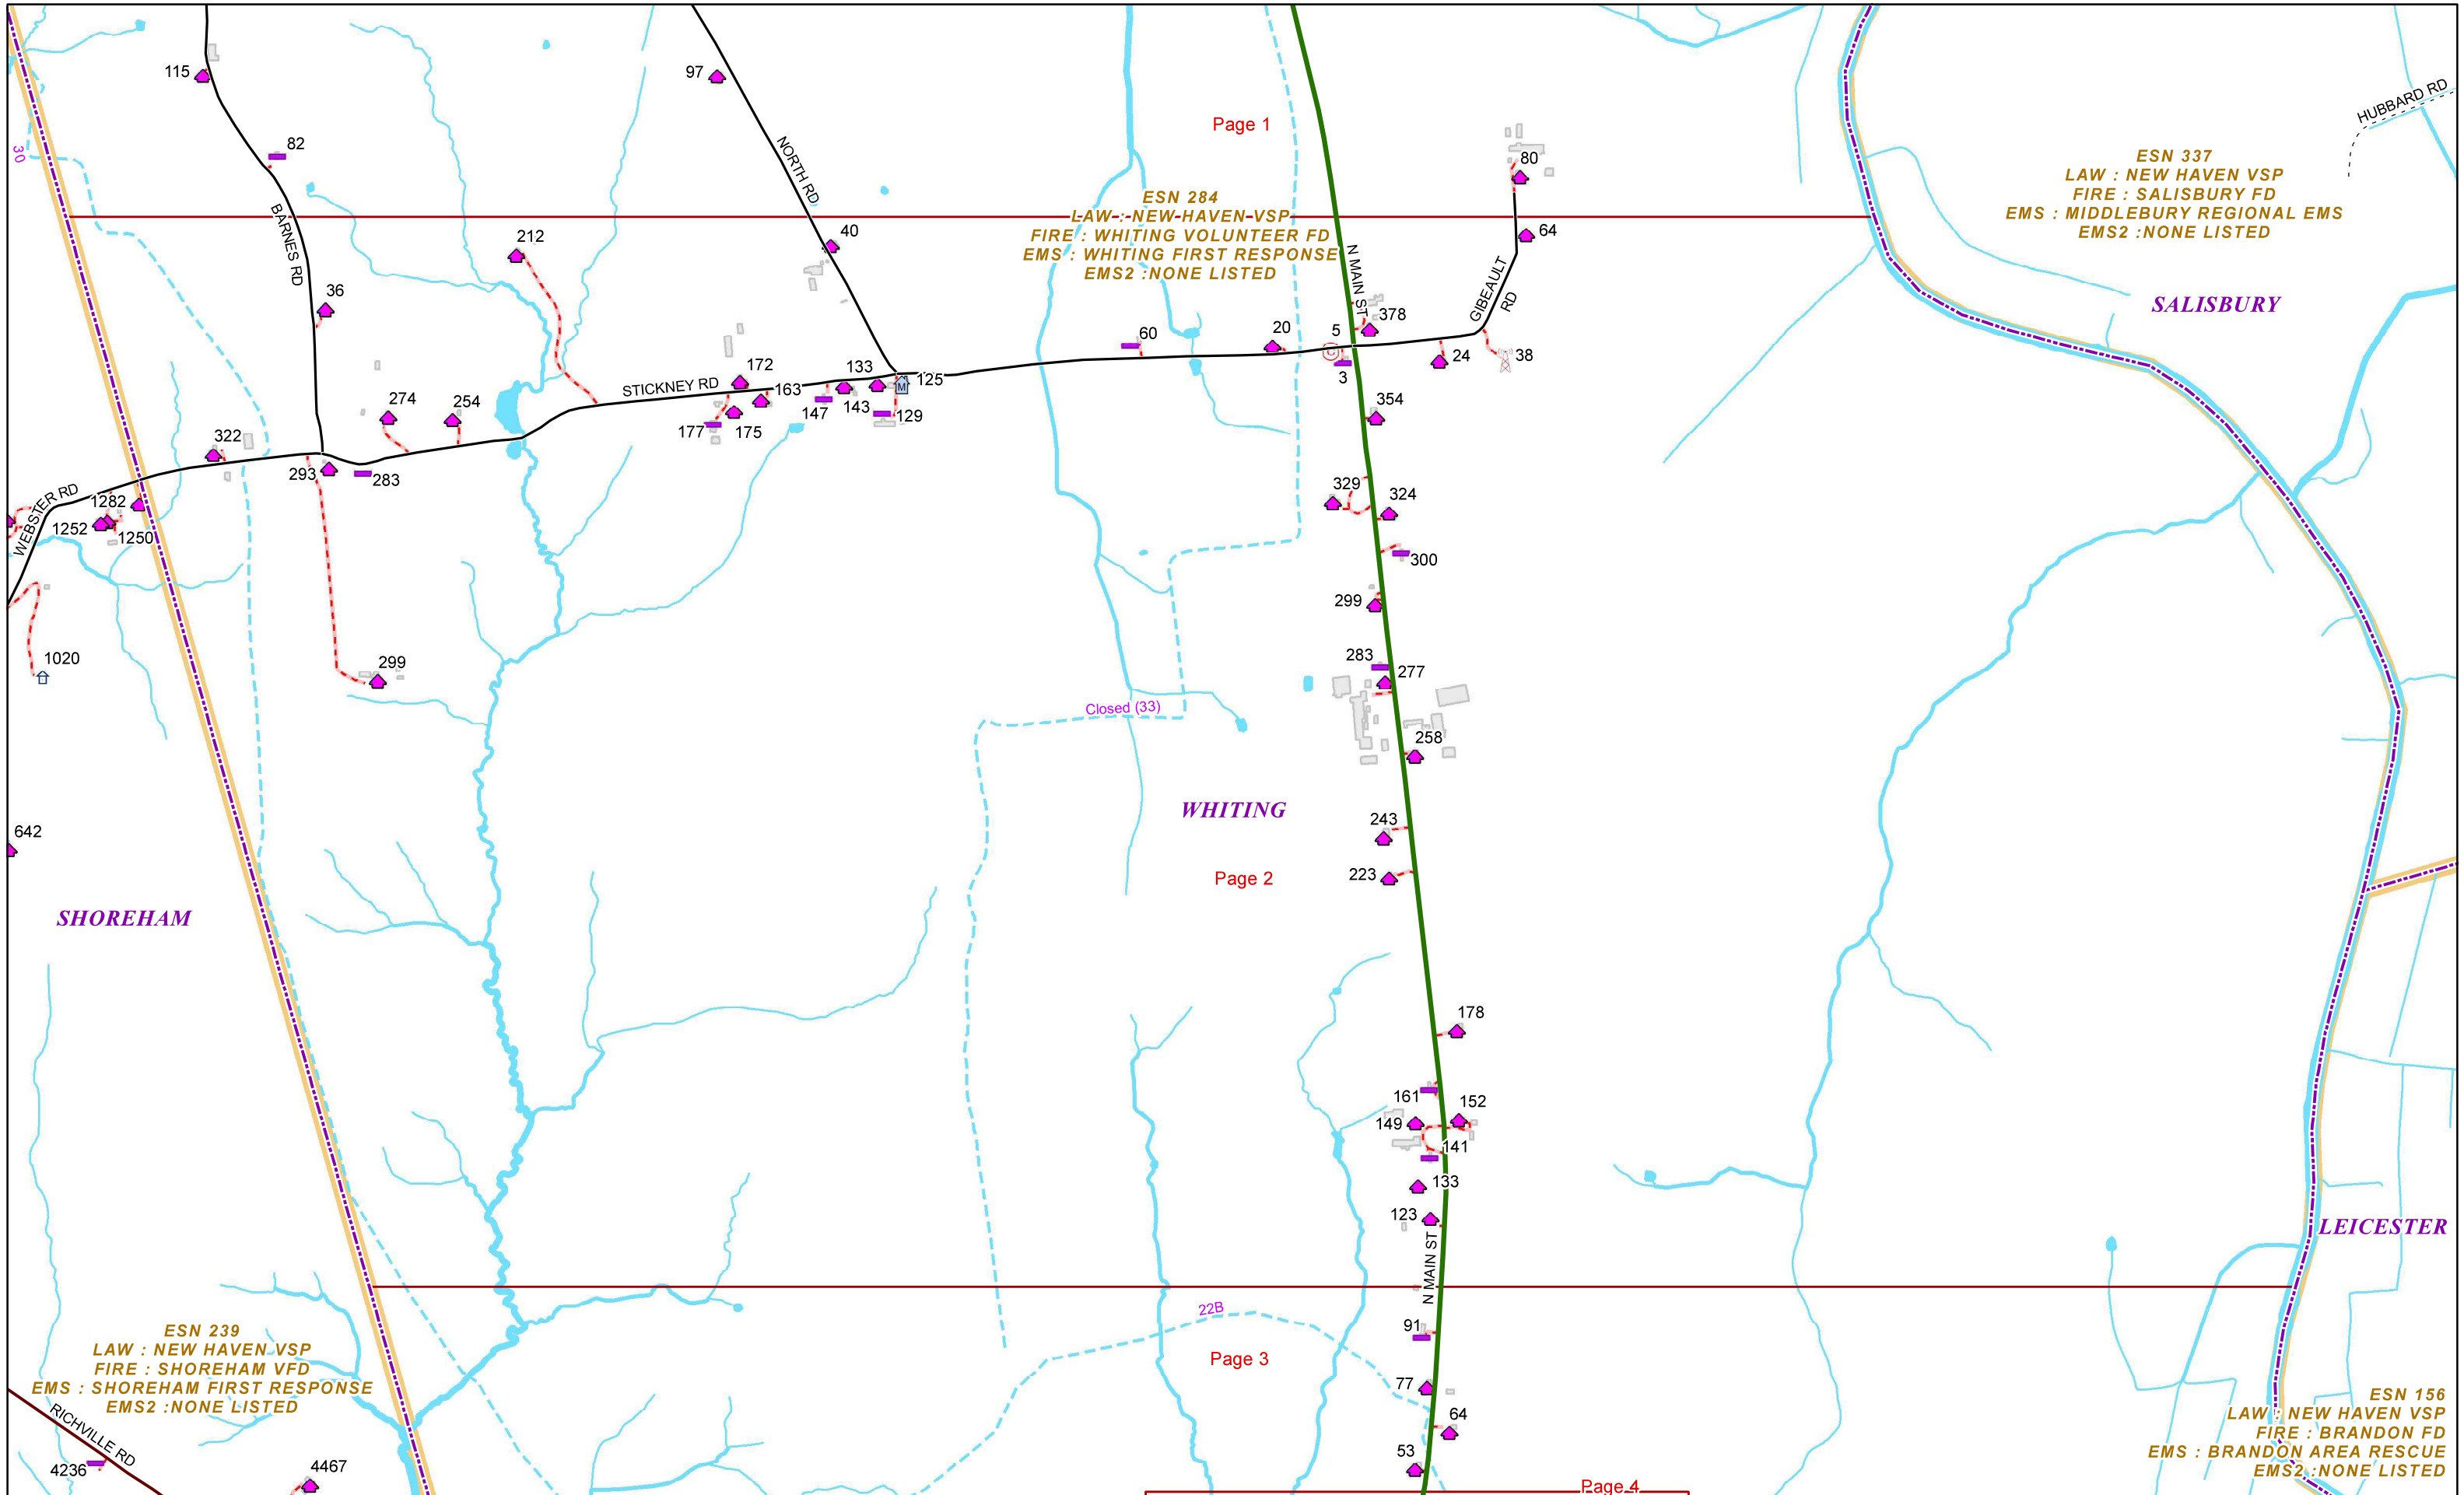 115
97
Page 1
HUBBARD RD
30
82
NORTH RD
80
ESN 337
LAW : NEW HAVEN VSP
FIRE : SALISBURY FD
EMS : MIDDLEBURY REGIONAL EMS
EMS2 :NONE LISTED
ESN 284
LAW : NEW HAVEN VSP
FIRE : WHITING VOLUNTEER FD
EMS : WHITING FIRST RESPONSE
EMS2 :NONE LISTED
BARNES RD
212
40
64
N MAIN ST
GIBEAULT
RD
SALISBURY
36
378
5
20
60
C
24
38
3
172
133
125
M
STICKNEY RD
163
147
143
129
177
175
274
254
354
322
293
283
WEBSTER RD
1282
1252
1250
329
324
300
299
1020
299
283
277
Closed (33)
258
WHITING
243
642
Page 2
223
SHOREHAM
178
161
152
149
141
133
123
LEICESTER
N MAIN ST
22B
91
Page 3
ESN 239
LAW : NEW HAVEN VSP
FIRE : SHOREHAM VFD
EMS : SHOREHAM FIRST RESPONSE
EMS2 :NONE LISTED
77
64
53
ESN 156
LAW : NEW HAVEN VSP
FIRE : BRANDON FD
EMS : BRANDON AREA RESCUE
EMS2 :NONE LISTED
RICHVILLE RD
4236
4467
Page 4